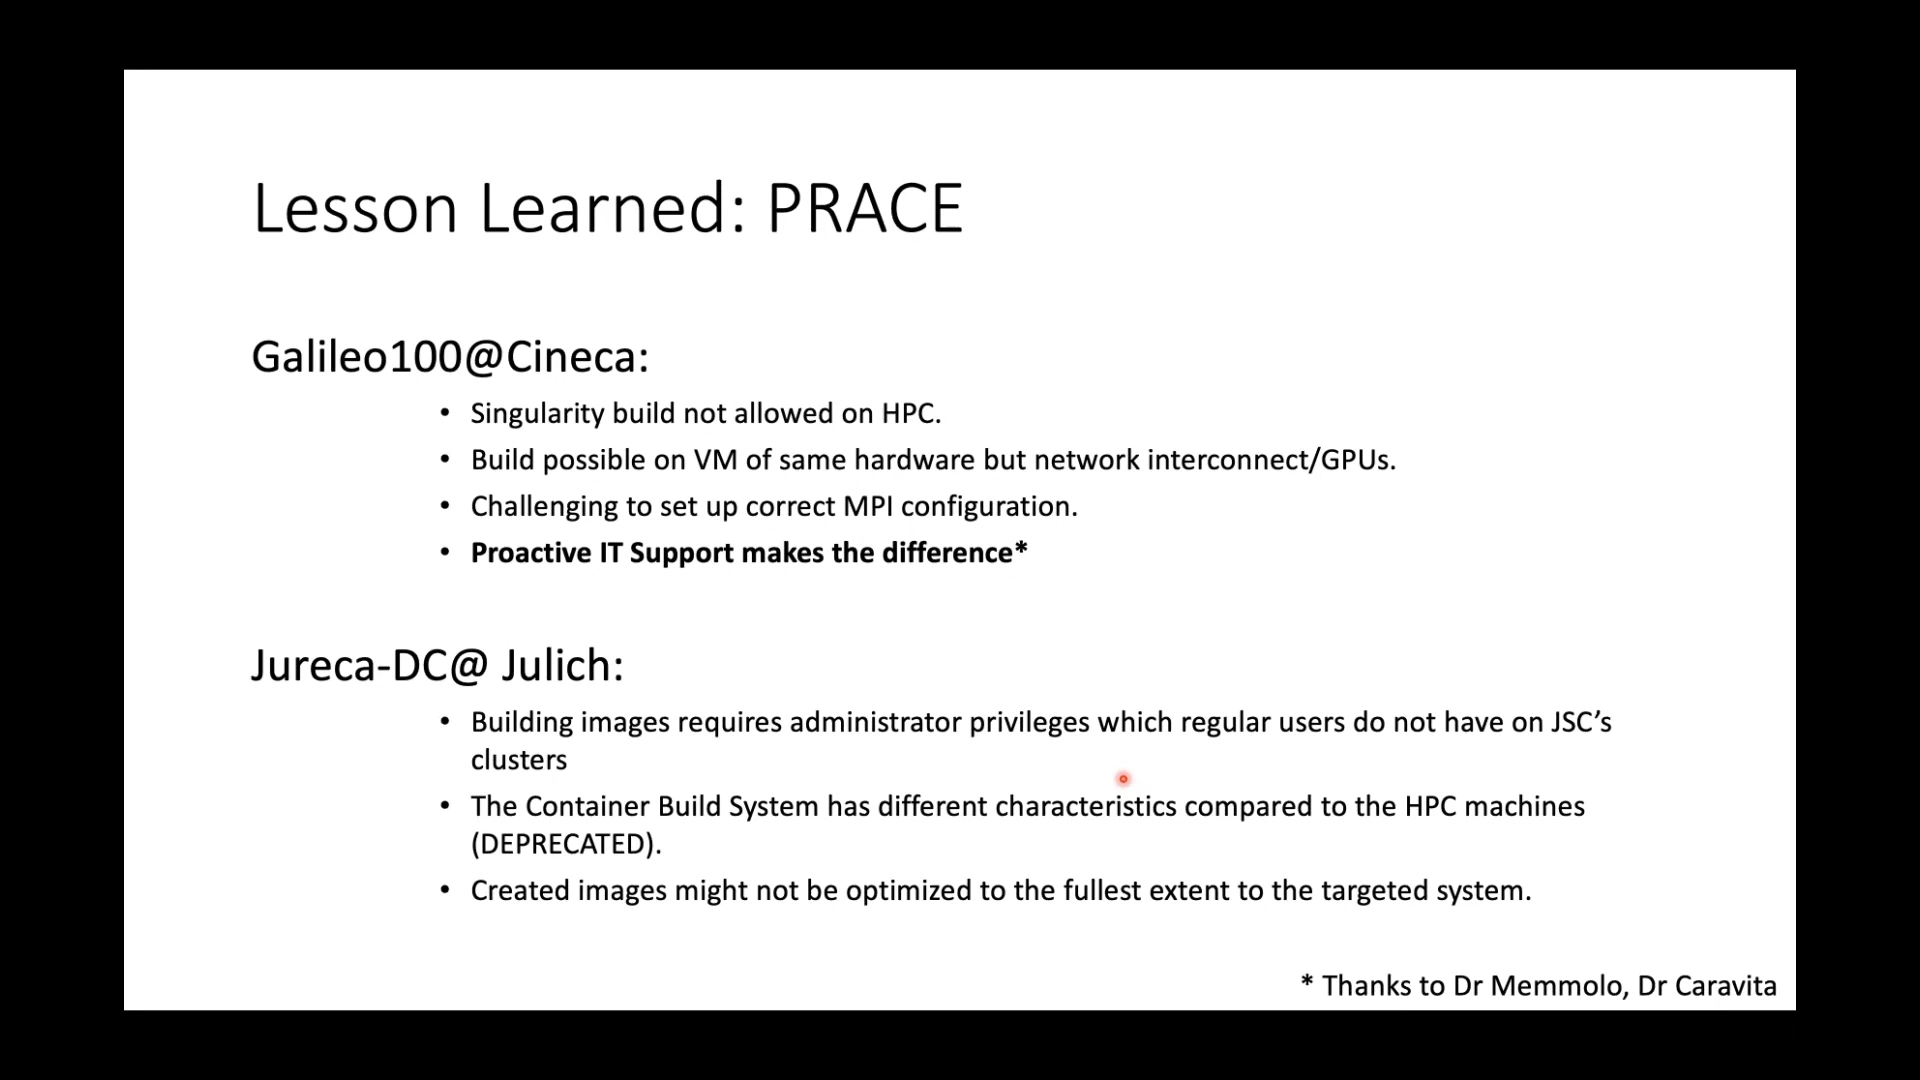 Lesson Learned: PRACE
Galileo100@Cineca:
• Singularity build not allowed on HPC.
• Build possible on VM of same hardware but network interconnect/GPUs.
• Challenging to set up correct MPI configuration.
• Proactive IT Support makes the difference*
Jureca-DC@ Julich:
• Building images requires administrator privileges which regular users do not have on JSC’s
clusters
• The Container Build System has different characteristics compared to the HPC machines
(DEPRECATED).
• Created images might not be optimized to the fullest extent to the targeted system.
* Thanks to Dr Memmolo, Dr Caravita